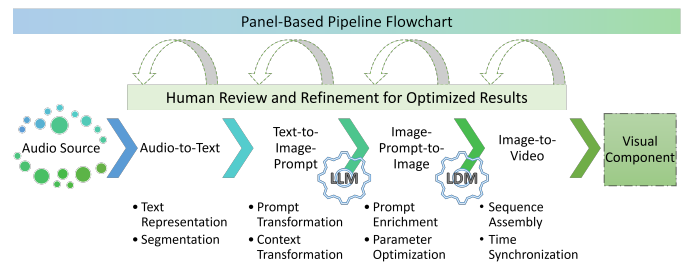 Panel-Based Pipeline Flowchart
Human Review and Refinement for Optimized Results
Audio Source
Audio-to-Text
Text-to-
Image-
Prompt
LLM
Image-
Prompt-to-
Image
LDM
Image-to-
Video
Visual
Component
• Text
Representation
• Segmentation
• Prompt
Transformation
• Context
Transformation
• Prompt
Enrichment
• Parameter
Optimization
• Sequence
Assembly
• Time
Synchronization